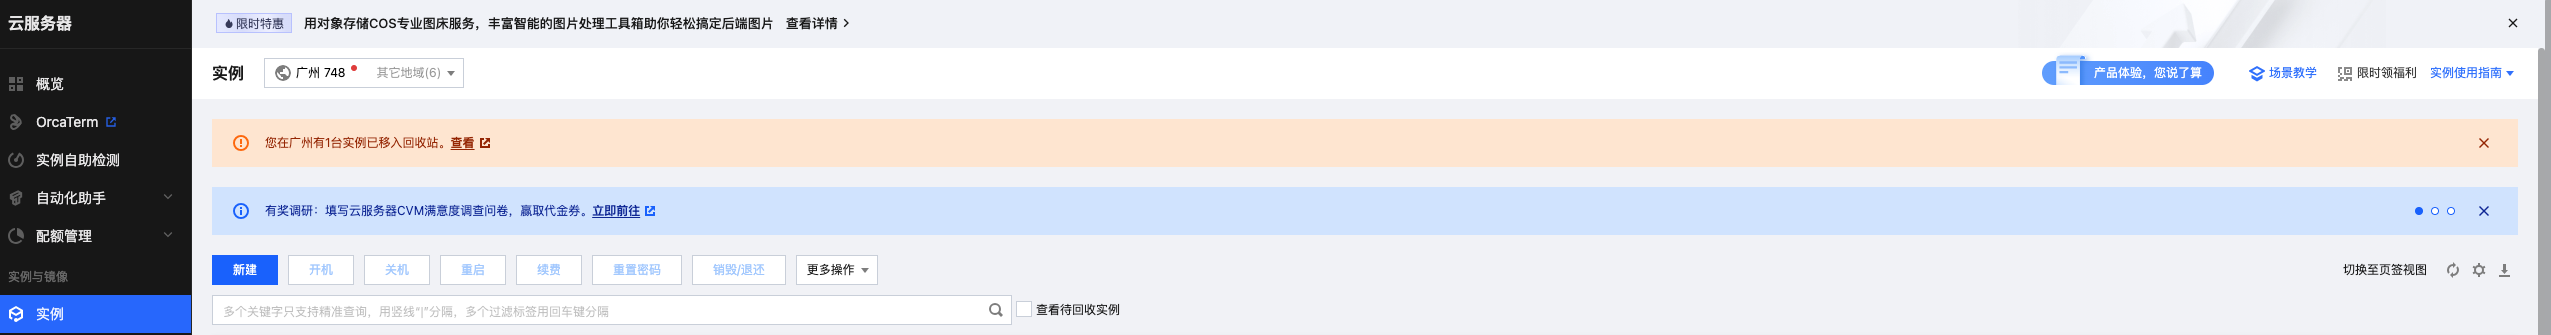 云服务器
限时特惠 用对象存储COS专业图床服务，丰富智能的图片处理工具箱助你轻松搞定后端图片 查看详情
概览
OrcaTerm
实例自助检测
自动化助手
配额管理
实例与镜像
实例
实例 广州 748 其它地域(6) 产品体验，您说了算 场景教学 限时领福利 实例使用指南
您在广州有1台实例已移入回收站。查看
有奖调研：填写云服务器CVM满意度调查问卷，赢取代金券。立即前往
新建 开机 关机 重启 续费 重置密码 销毁/退还 更多操作 切换至页签视图
多个关键字只支持精准查询，用竖线“|”分隔，多个过滤标签用回车键分隔 查看待回收实例